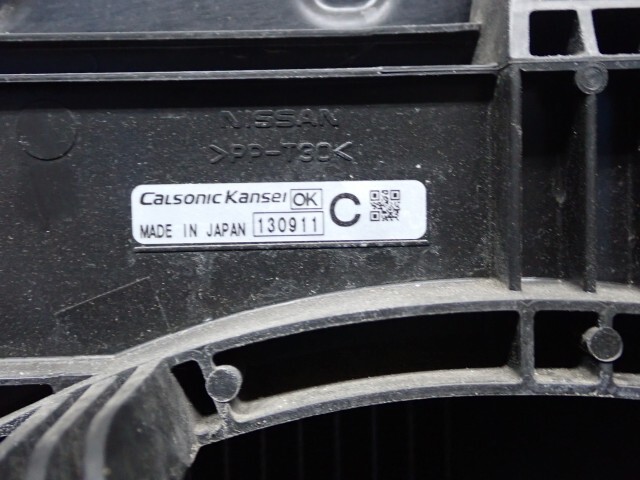 NISSAN
>PP-T30<
CALSONIC KANSEI OK C
MADE IN JAPAN 130911